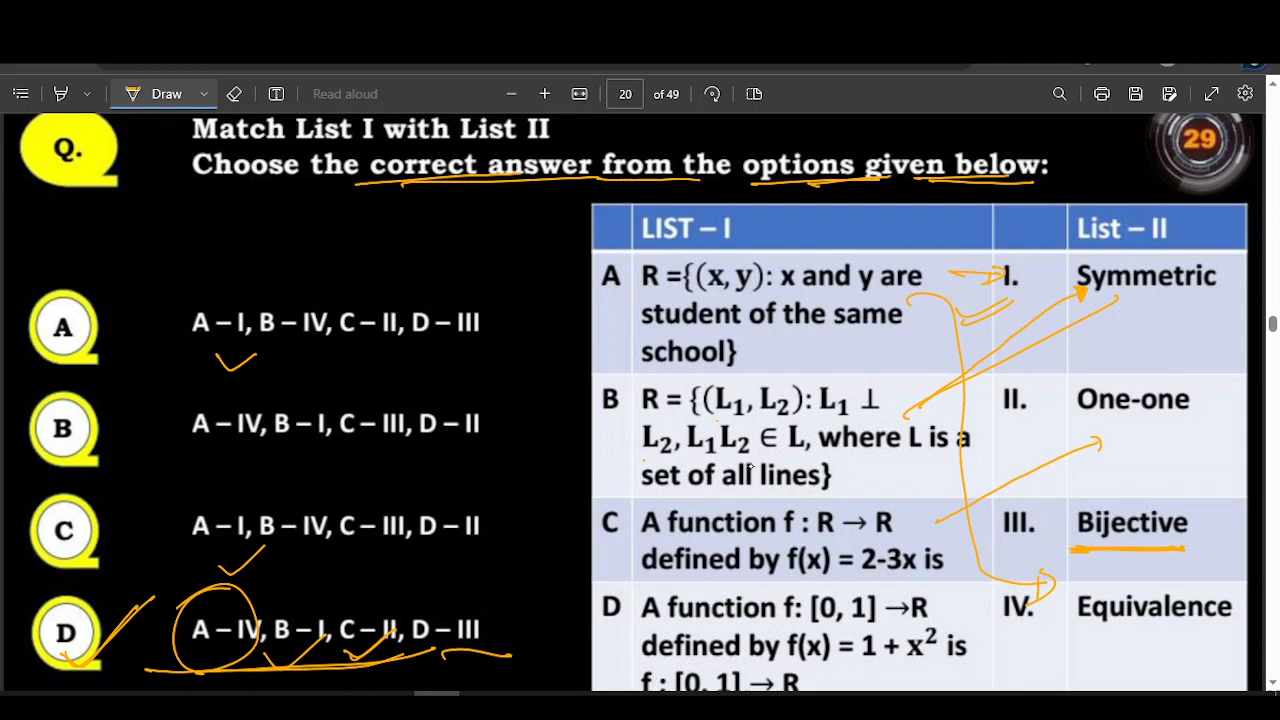 Draw
Read aloud
20 of 49
Q.
Match List I with List II
Choose the correct answer from the options given below:
29
A
A – I, B – IV, C – II, D – III
B
A – IV, B – I, C – III, D – II
C
A – I, B – IV, C – III, D – II
D
A – IV, B – I, C – II, D – III
LIST – I
List – II
A
R ={(x, y): x and y are
student of the same
school}
I.
Symmetric
B
R = {(L₁, L₂): L₁ ⊥
L₂, L₁L₂ ∈ L, where L is a
set of all lines}
II.
One-one
C
A function f : R → R
defined by f(x) = 2-3x is
III.
Bijective
D
A function f: [0, 1] →R
defined by f(x) = 1 + x² is
f : [0, 1] → R
IV.
Equivalence